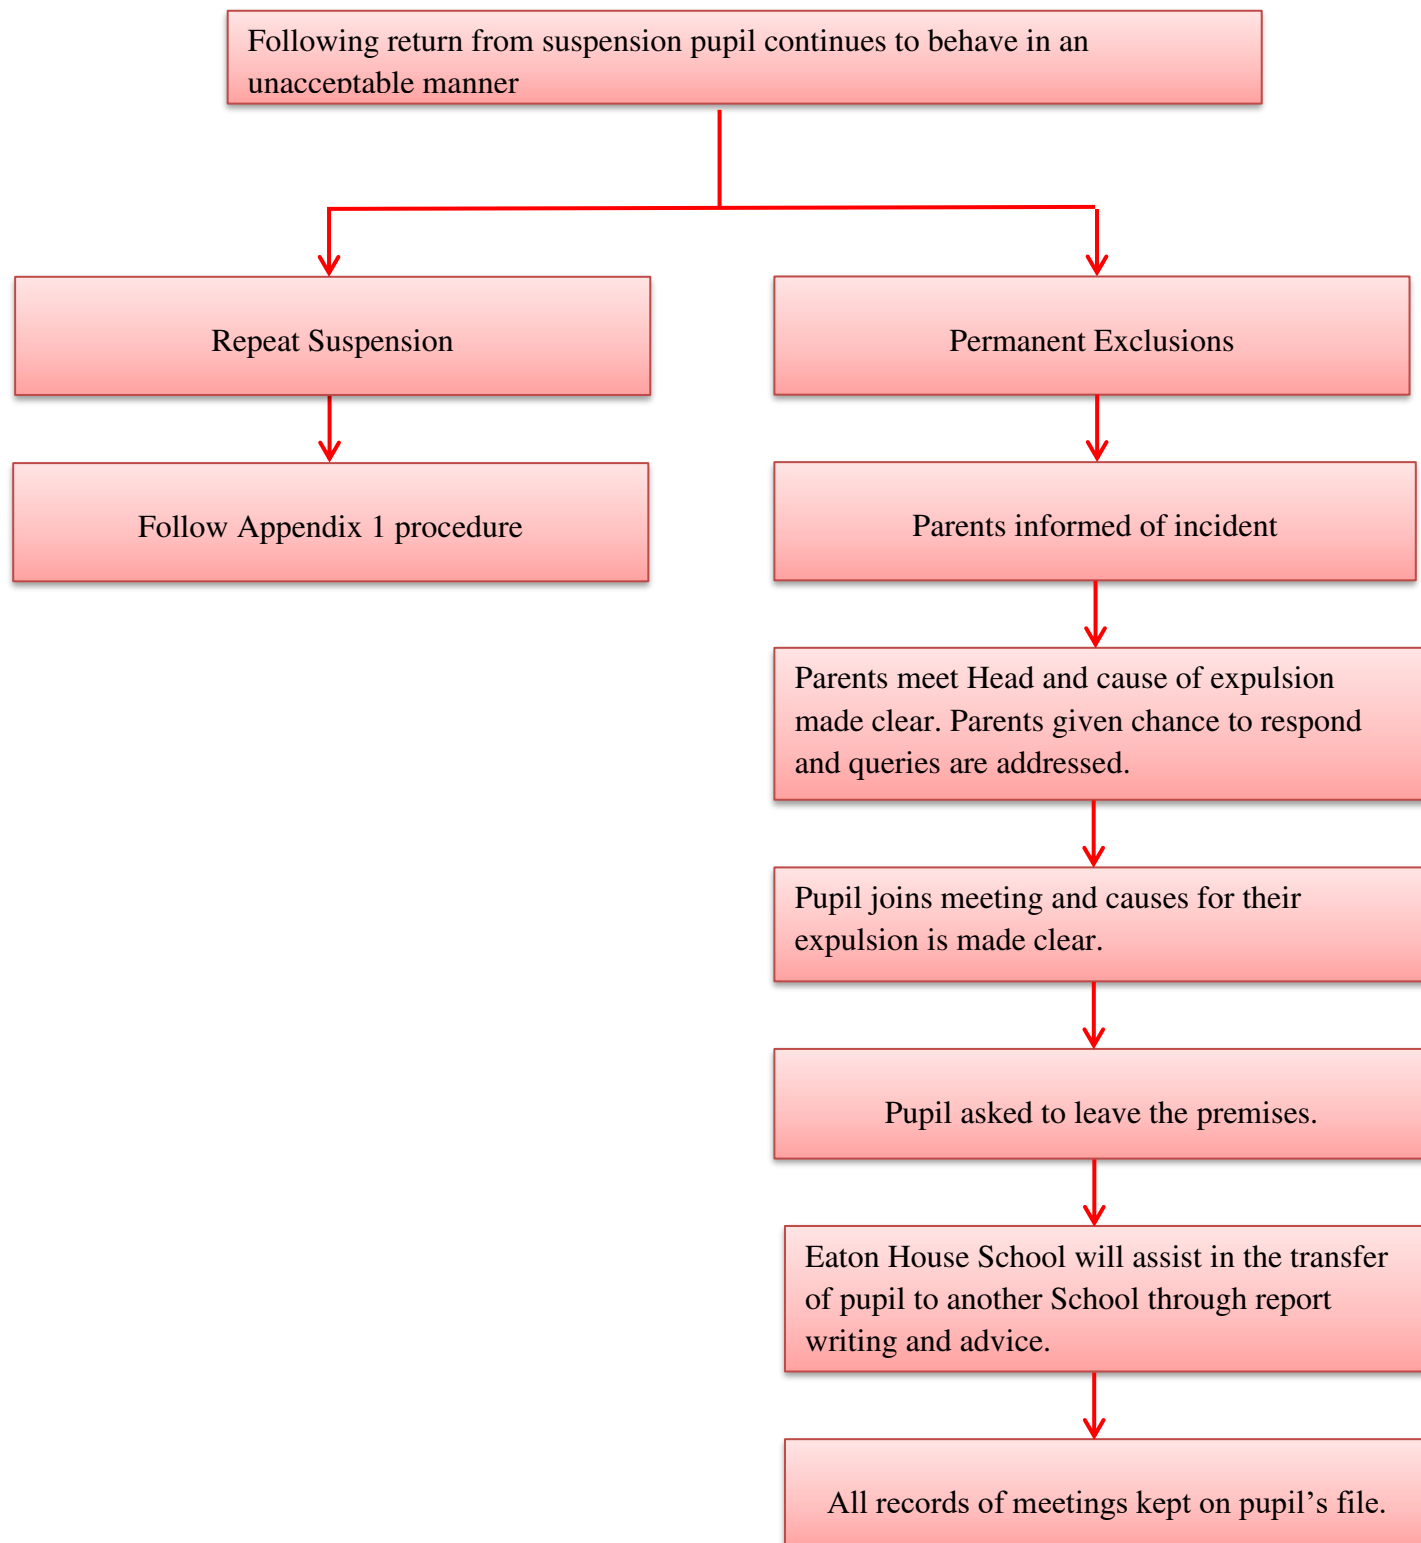 Following return from suspension pupil continues to behave in an
unacceptable manner
Repeat Suspension
Permanent Exclusions
Follow Appendix 1 procedure
Parents informed of incident
Parents meet Head and cause of expulsion
made clear. Parents given chance to respond
and queries are addressed.
Pupil joins meeting and causes for their
expulsion is made clear.
Pupil asked to leave the premises.
Eaton House School will assist in the transfer
of pupil to another School through report
writing and advice.
All records of meetings kept on pupil’s file.